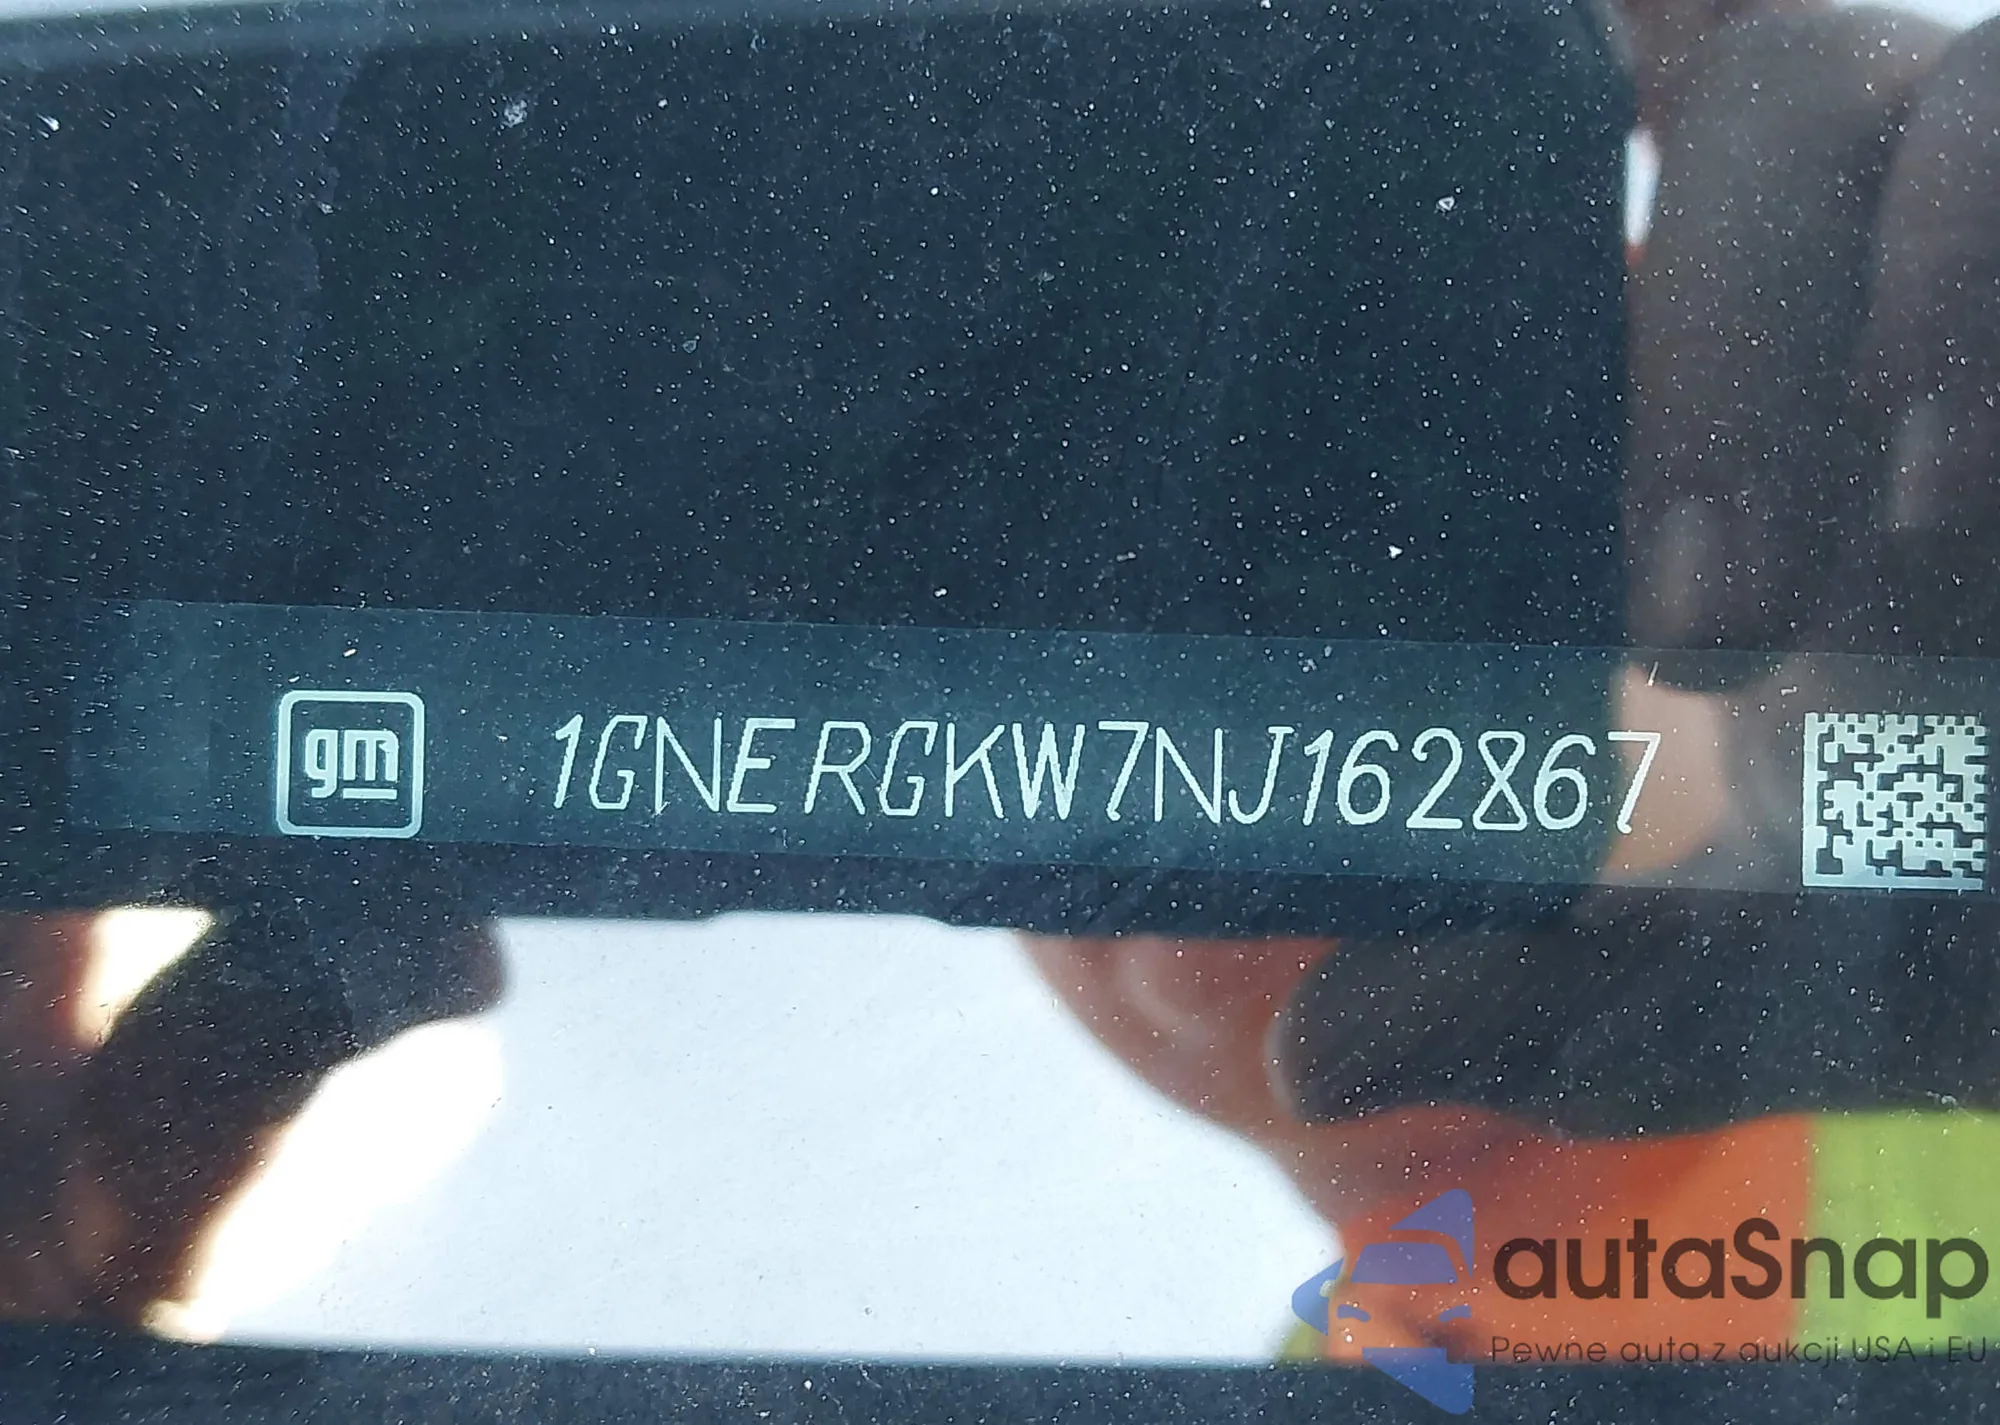 gm 1GNERGKW7NJ162867
autaSnap
Pewne auta z aukcji USA i EU